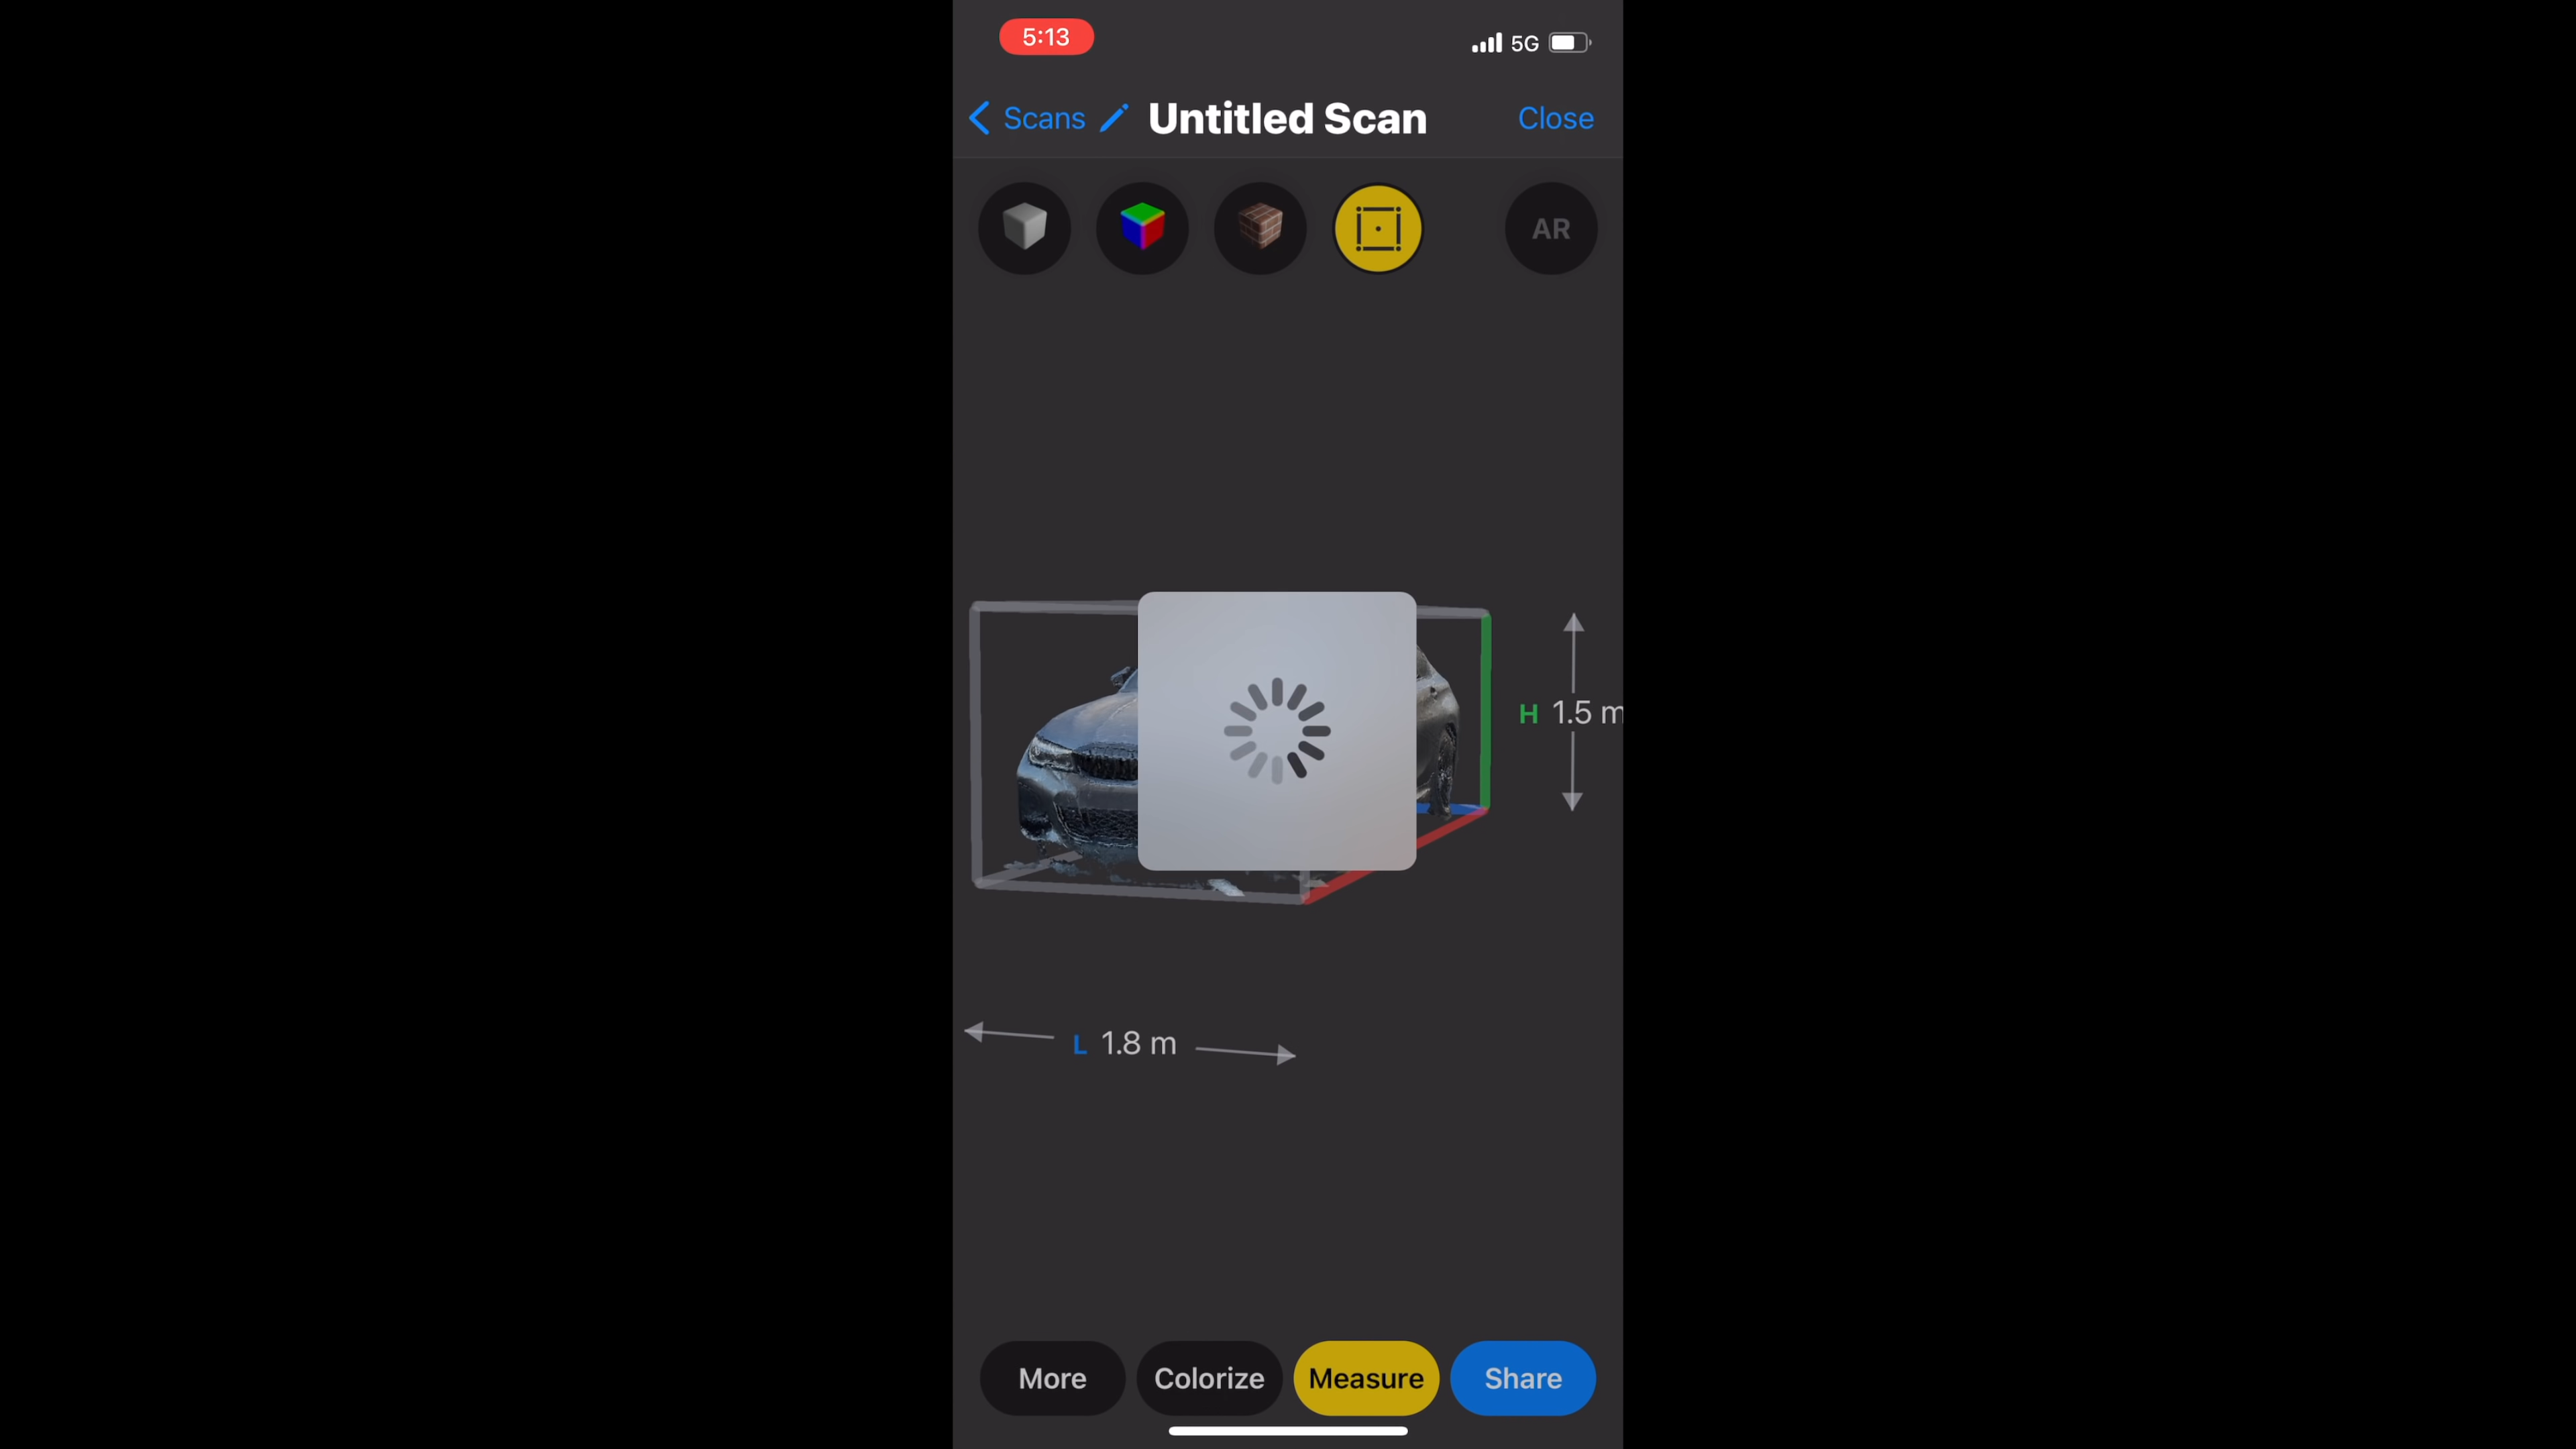 5:13
5G
Scans
Untitled Scan
Close
AR
H 1.5 m
L 1.8 m
More
Colorize
Measure
Share